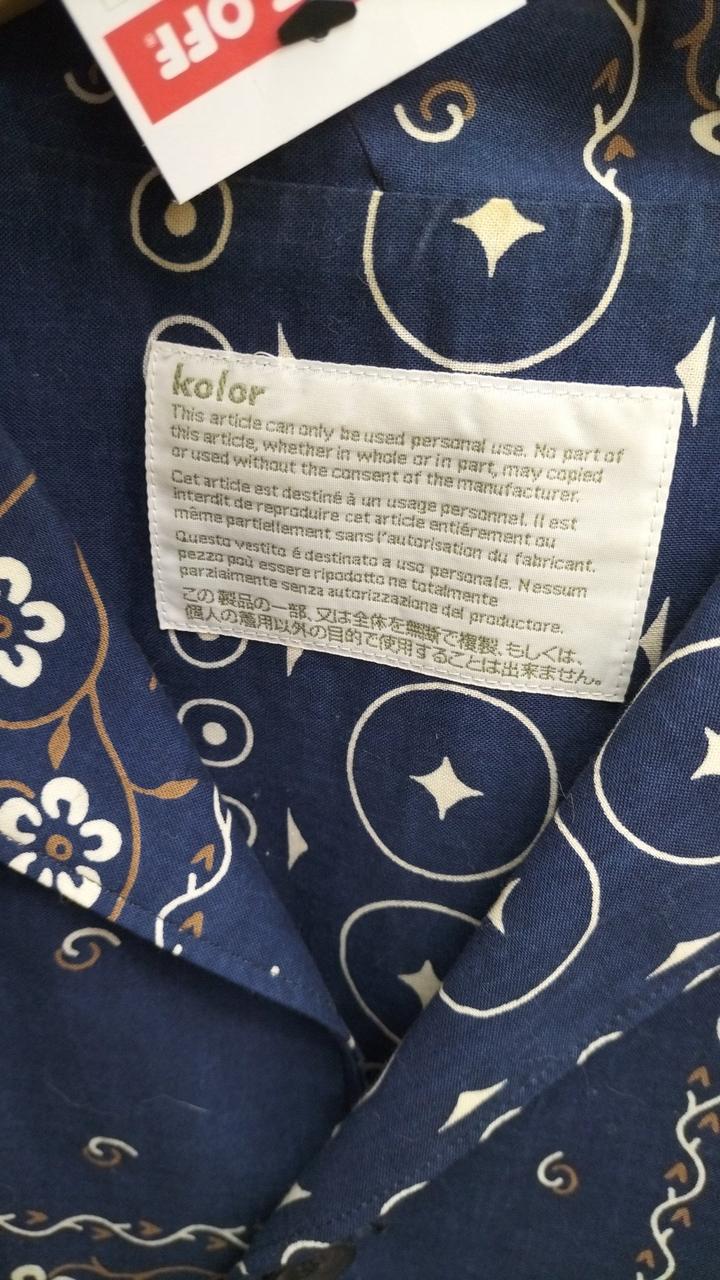 OFF
kolor
This article can only be used personal use. No part of
this article, whether in whole or in part, may copied
or used without the consent of the manufacturer.
Cet article est destiné à un usage personnel. Il est
interdit de reproduire cet article entiérement ou
même partiellement sans l'autorisation du fabricant.
Questo vestito é destinato a uso personale. Nessum
pezzo poù essere ripodotto ne totalmente
parziaimente senza autorizzazione del productore.
この製品の一部、又は全体を無断で複製、もしくは、
個人の着用以外の目的で使用することは出来ません。